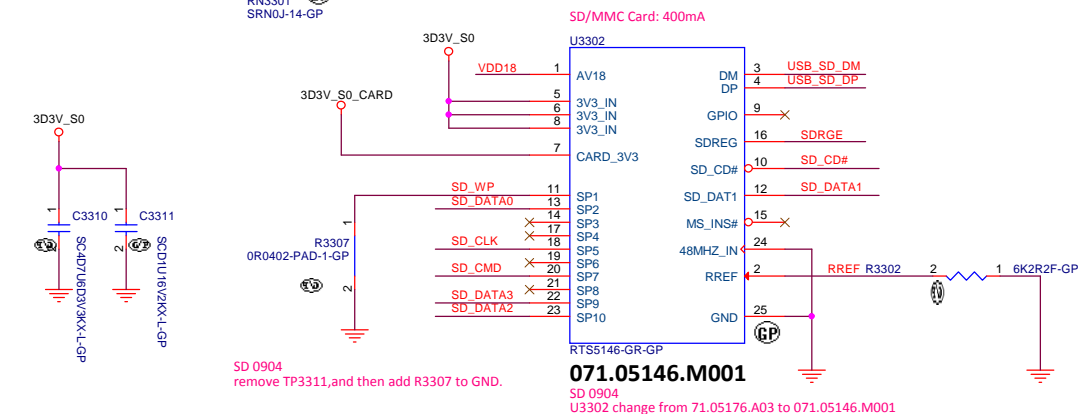 RN3301
SRN0J-14-GP
SD/MMC Card: 400mA
3D3V_S0
U3302
VDD18
1
AV18
DM
3
USB_SD_DM
DP
4
USB_SD_DP
3D3V_S0_CARD
5
3V3_IN
6
3V3_IN
8
3V3_IN
GPIO
9
3D3V_S0
SDREG
16
SDRGE
7
CARD_3V3
SD_CD#
10
SD_CD#
SD_WP
11
SP1
SD_DAT1
12
SD_DATA1
SD_DATA0
13
SP2
14
SP3
MS_INS#
15
17
SP4
1
C3310
1
C3311
2
2
SC4D7U6D3V3KX-L-GP
SCD1U16V2KX-L-GP
1
R3307
0R0402-PAD-1-GP
2
SD_CLK
18
SP5
48MHZ_IN
24
19
SP6
SD_CMD
20
SP7
RREF
2
RREF
R3302
2
1
6K2R2F-GP
21
SP8
SD_DATA3
22
SP9
SD_DATA2
23
SP10
GND
25
GP
RTS5146-GR-GP
071.05146.M001
SD 0904
remove TP3311,and then add R3307 to GND.
SD 0904
U3302 change from 71.05176.A03 to 071.05146.M001